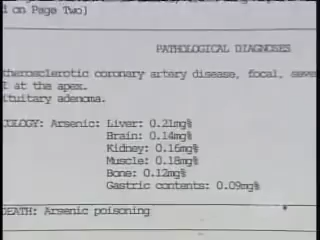 on Page Two)
PATHOLOGICAL DIAGNOSES
therosclerotic coronary artery disease, focal, seve
at the apex.
ituitary adenoma.
COLOGY: Arsenic: Liver: 0.21mg%
Brain: 0.14mg%
Kidney: 0.16mg%
Muscle: 0.18mg%
Bone: 0.12mg%
Gastric contents: 0.09mg%
DEATH: Arsenic poisoning